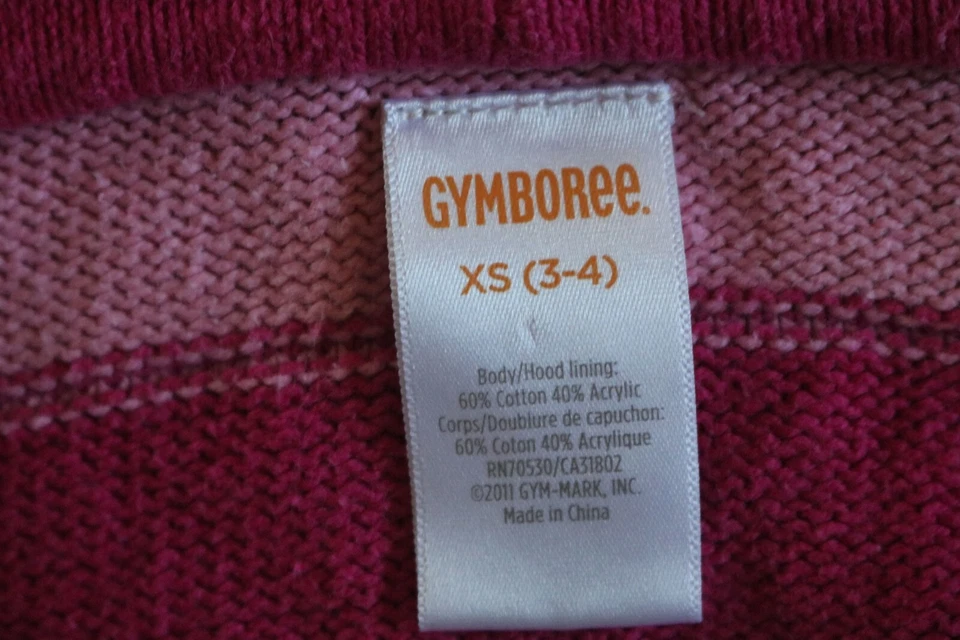 GYMBOREE.
XS (3-4)
Body/Hood lining:
60% Cotton 40% Acrylic
Corps/Doublure de capuchon:
60% Coton 40% Acrylique
RN70530/CA31802
©2011 GYM-MARK, INC.
Made in China